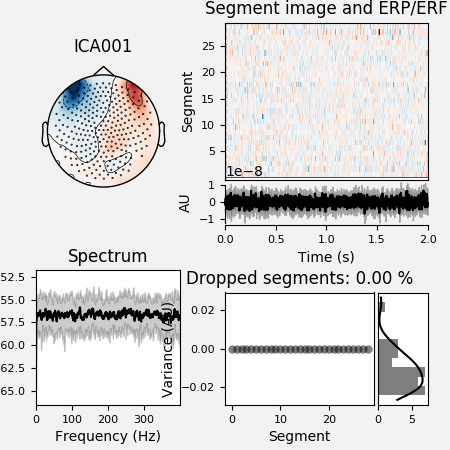 Segment image and ERP/ERF
ICA001
Segment
25
20
15
10
5
1e−8
AU
1
0
−1
0.0 0.5 1.0 1.5 2.0
Time (s)
Spectrum
52.5
55.0
57.5
60.0
62.5
65.0
0 100 200 300
Frequency (Hz)
Dropped segments: 0.00 %
Variance (AU)
0.02
0.00
−0.02
0 10 20
Segment
0 5